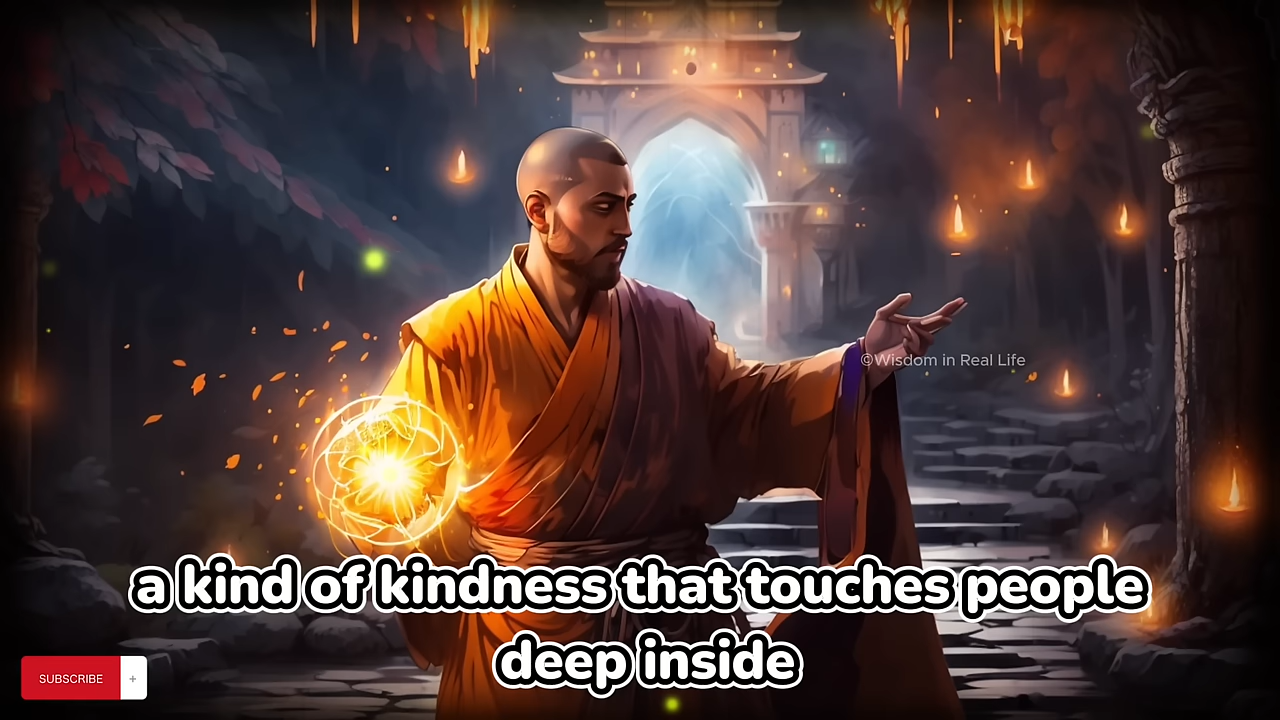 ©Wisdom in Real Life
a kind of kindness that touches people
deep inside
SUBSCRIBE +